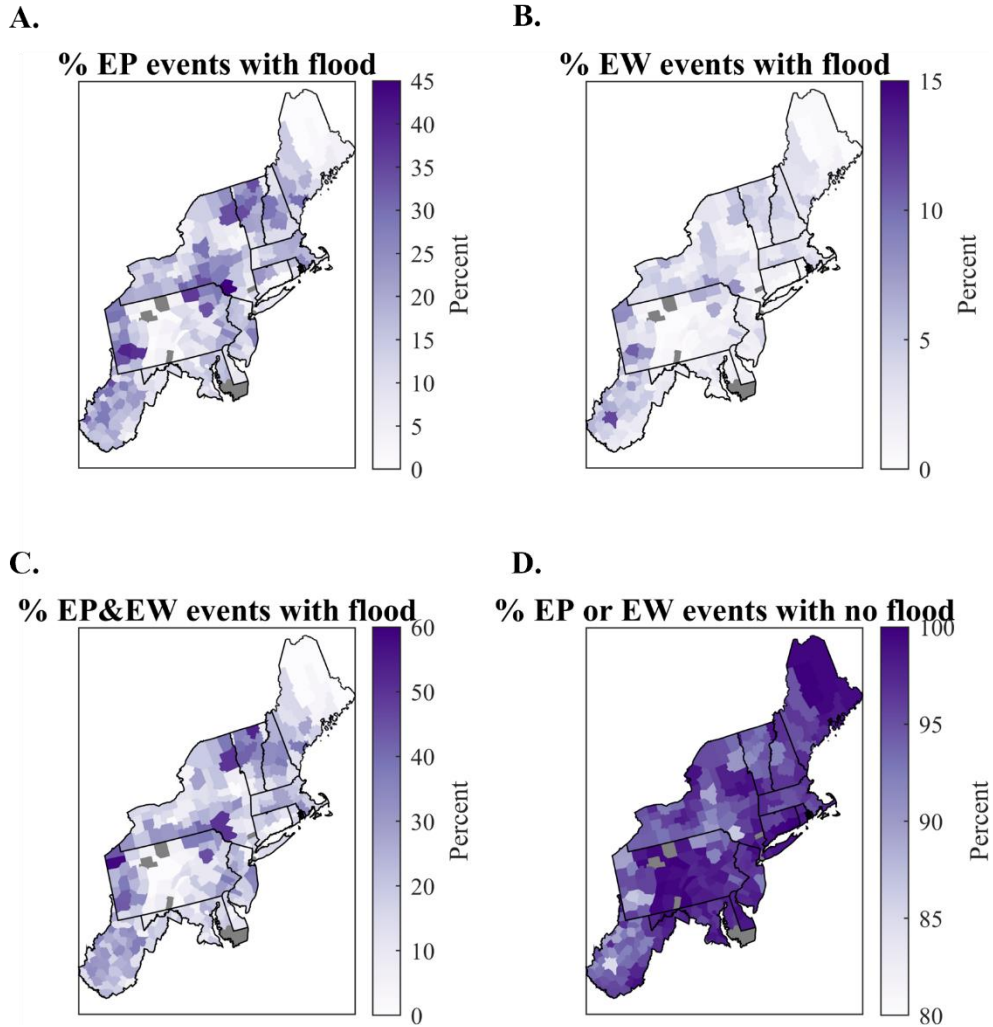 A.
% EP events with flood
45
40
35
30
25
20
15
10
5
0
Percent
B.
% EW events with flood
15
10
5
0
Percent
C.
% EP&EW events with flood
60
50
40
30
20
10
0
Percent
D.
% EP or EW events with no flood
100
95
90
85
80
Percent